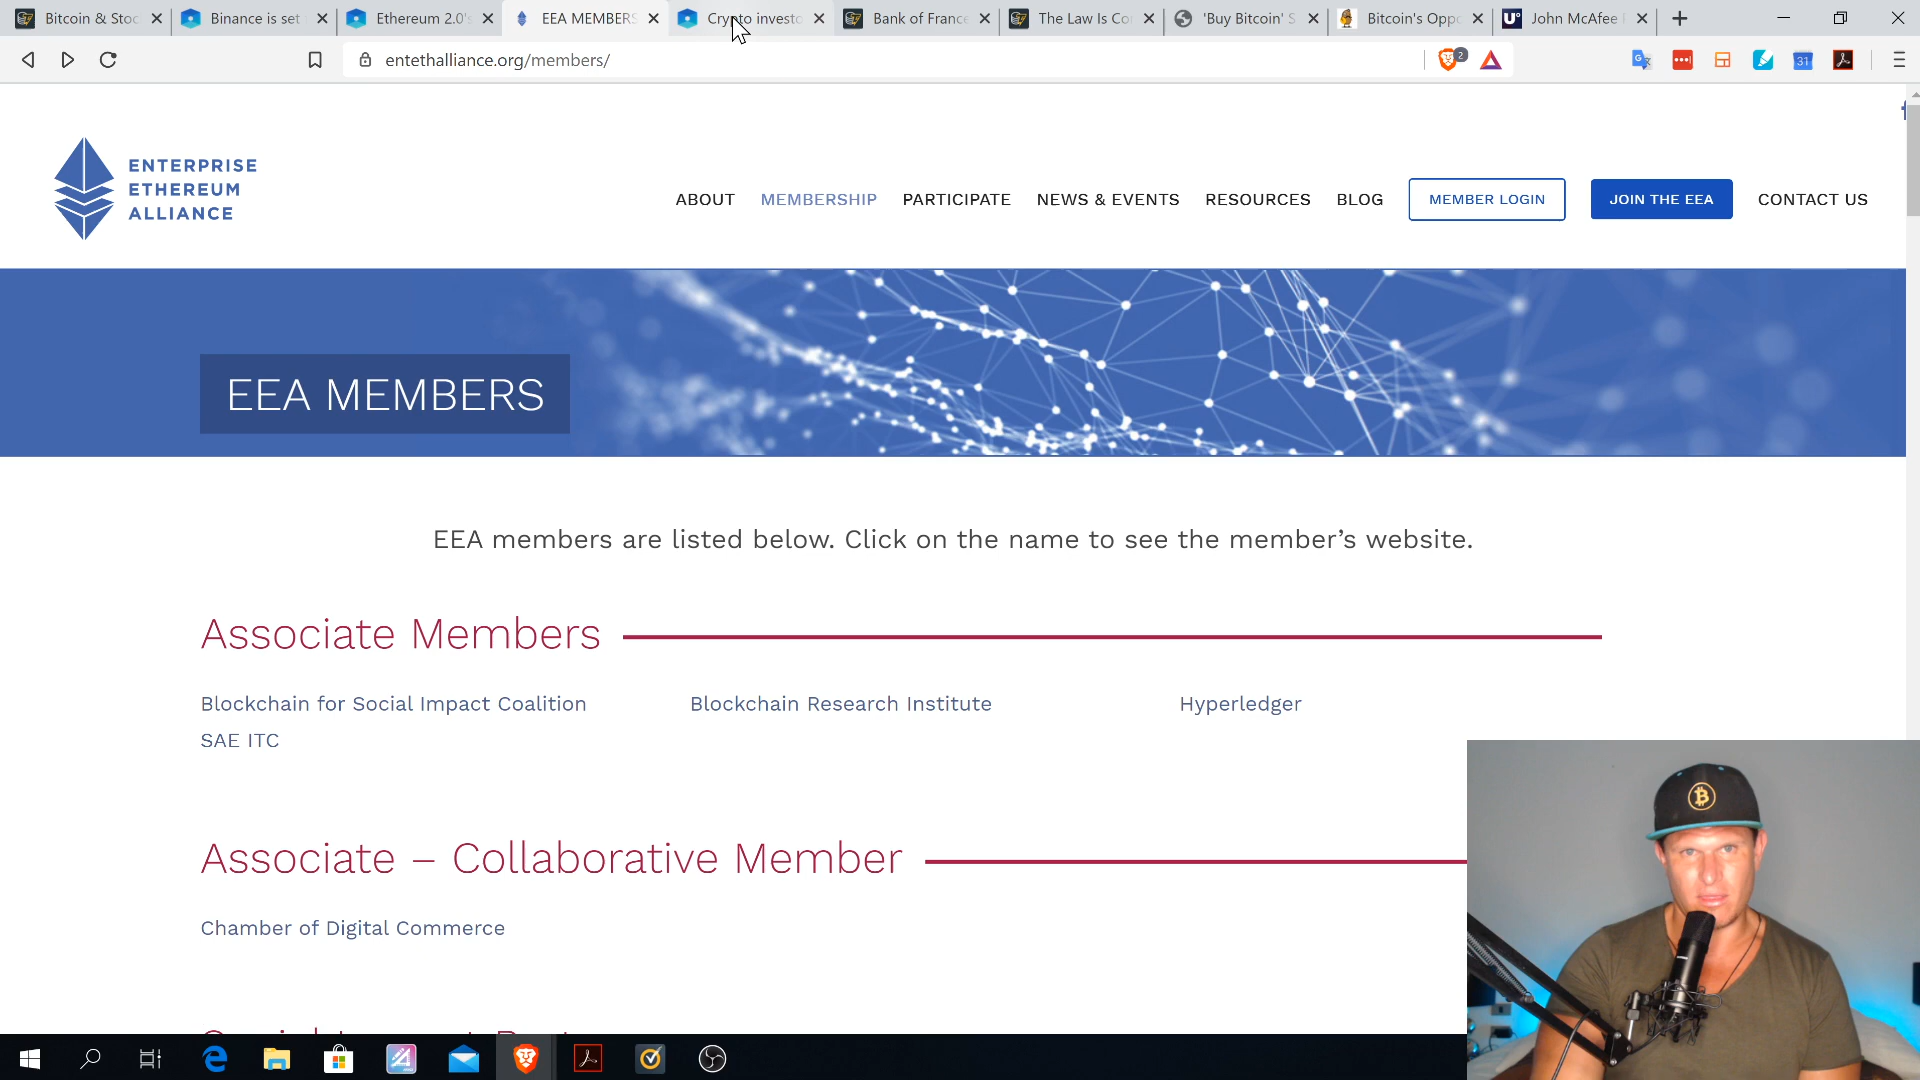 Bitcoin & Stoc
Binance is set
Ethereum 2.0's
EEA MEMBERS
Crypto investo
Bank of France
The Law Is Co
'Buy Bitcoin' S
Bitcoin's Oppo
John McAfee
entethalliance.org/members/
2
31
ENTERPRISE
ETHEREUM
ALLIANCE
ABOUT
MEMBERSHIP
PARTICIPATE
NEWS & EVENTS
RESOURCES
BLOG
MEMBER LOGIN
JOIN THE EEA
CONTACT US
EEA MEMBERS
EEA members are listed below. Click on the name to see the member’s website.
Associate Members
Blockchain for Social Impact Coalition
Blockchain Research Institute
Hyperledger
SAE ITC
Associate – Collaborative Member
Chamber of Digital Commerce